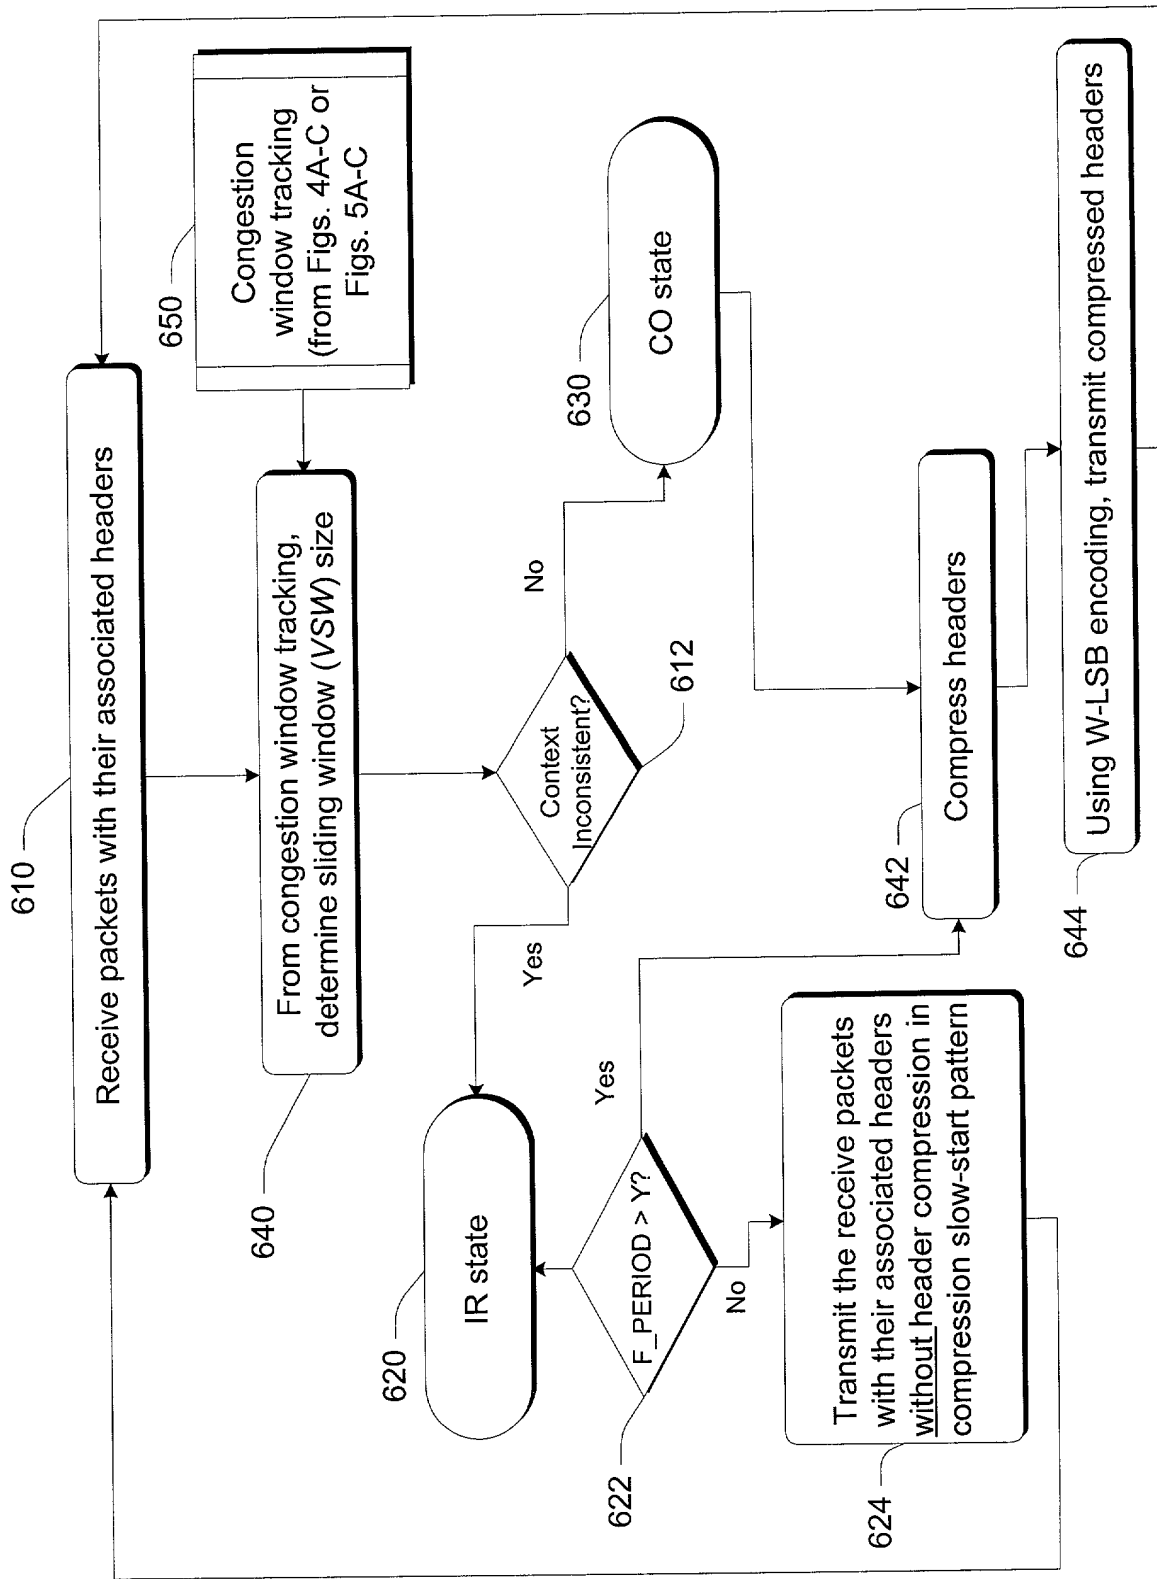 610
Receive packets with their associated headers
650
Congestion
window tracking
(from Figs. 4A-C or
Figs. 5A-C
640
From congestion window tracking,
determine sliding window (VSW) size
612
Context
Inconsistent?
Yes
No
620
IR state
630
CO state
622
F_PERIOD > Y?
Yes
No
624
Transmit the receive packets
with their associated headers
without header compression in
compression slow-start pattern
642
Compress headers
644
Using W-LSB encoding, transmit compressed headers